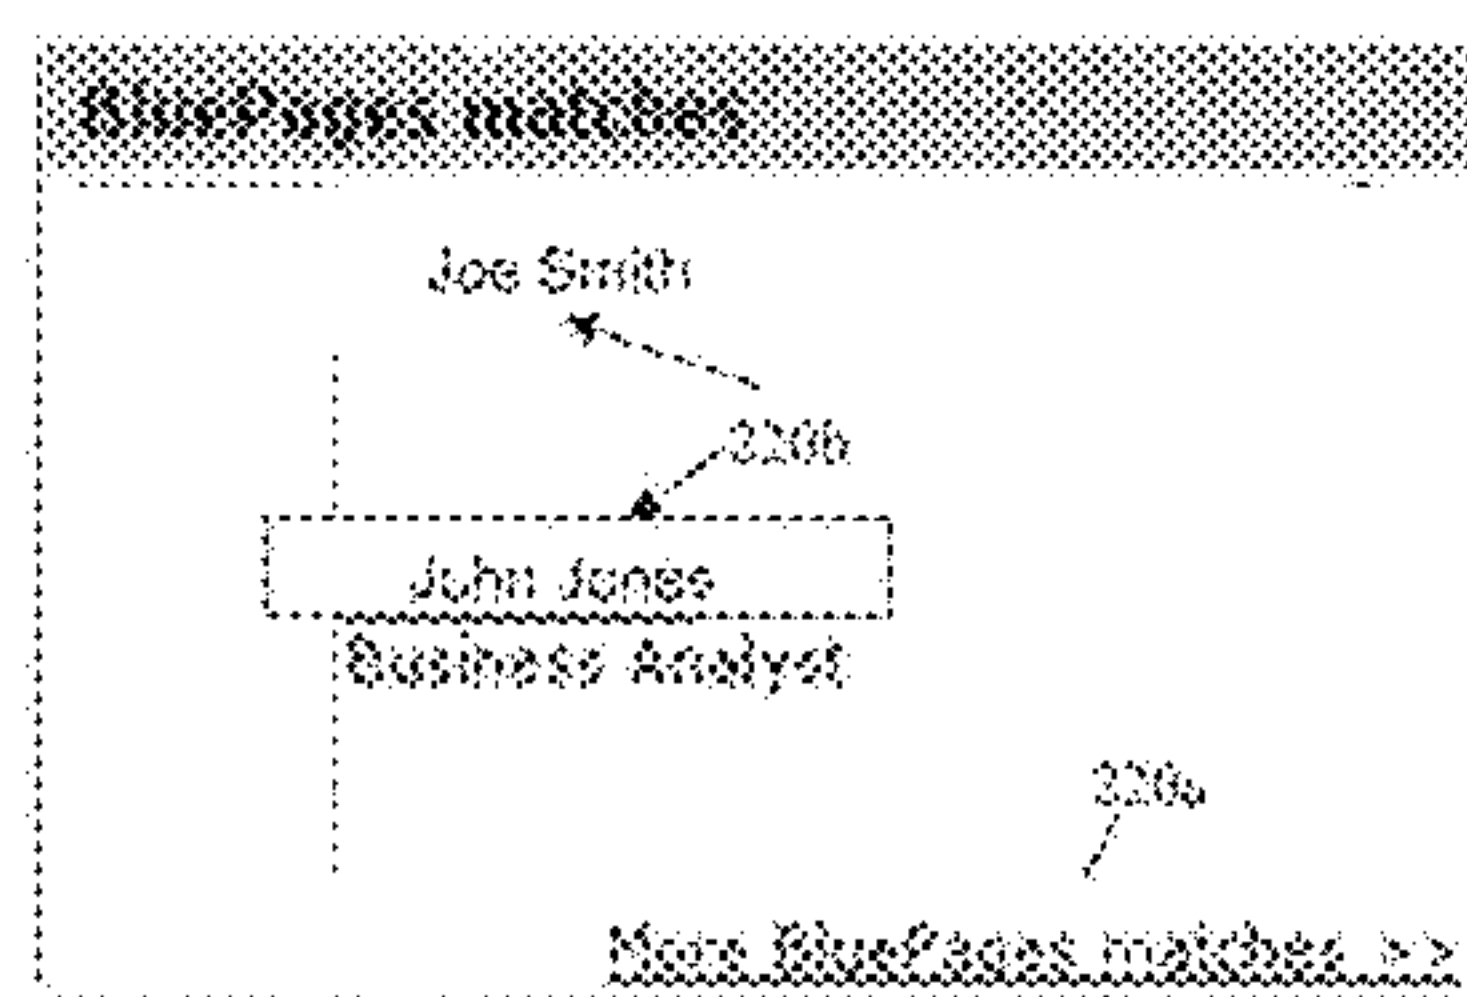 BluePages matches
Joe Smith
220b
John Jones
Business Analyst
220a
More BluePages matches >>